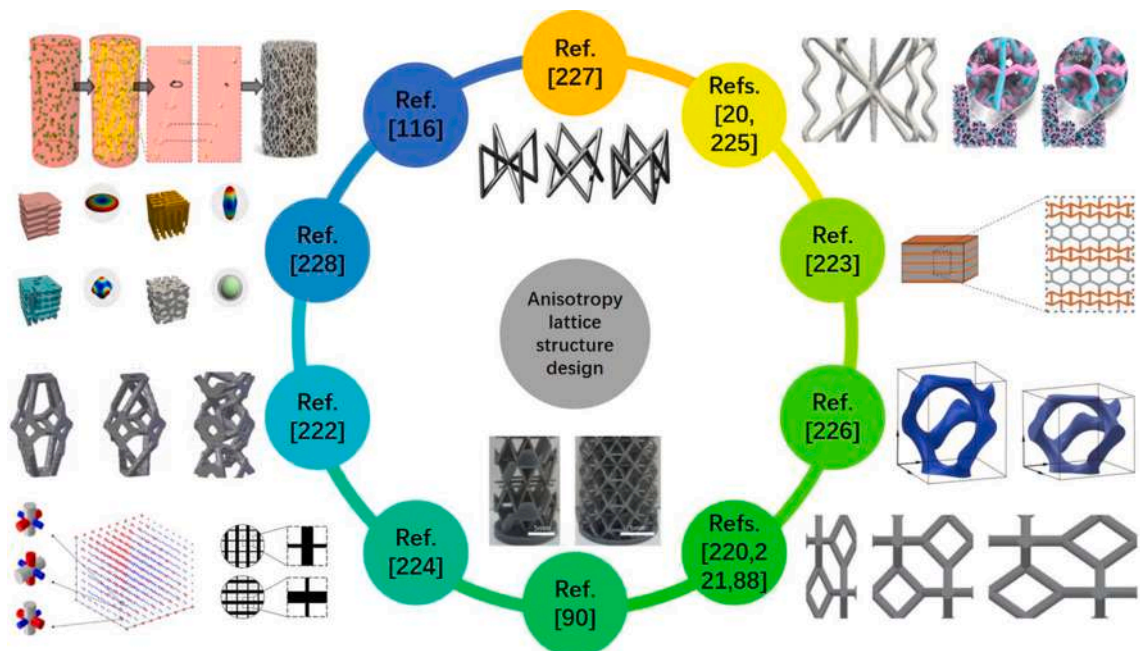 Ref.
[227]
Refs.
[20,
225]
Ref.
[223]
Ref.
[226]
Refs.
[220,2
21,88]
Ref.
[90]
Ref.
[224]
Ref.
[222]
Ref.
[228]
Ref.
[116]
Anisotropy
lattice
structure
design